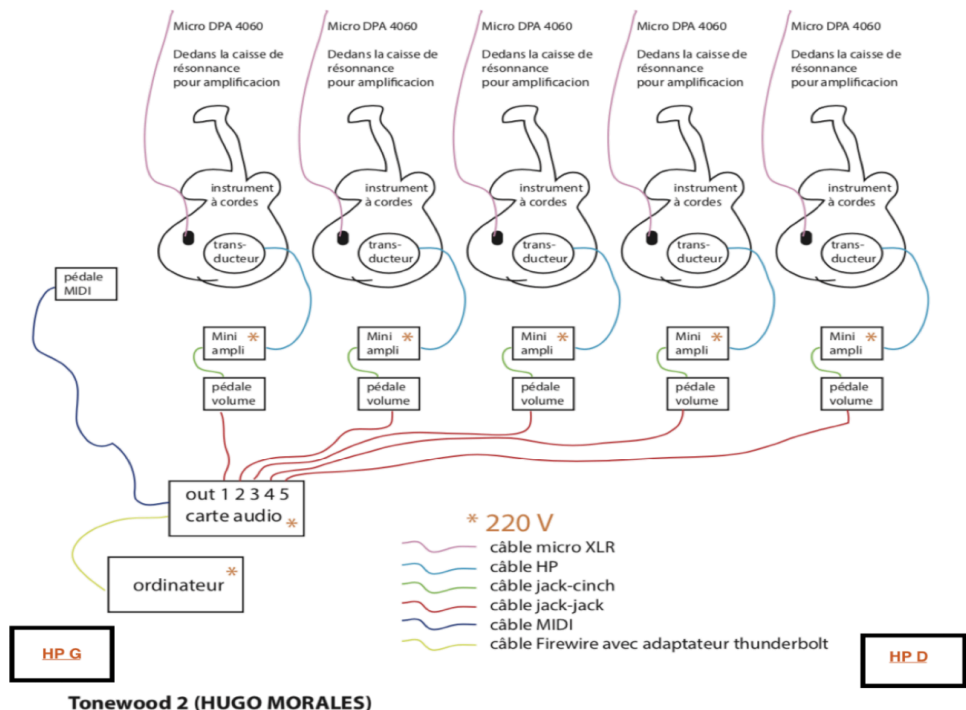 Micro DPA 4060
Dedans la caisse de
résonnance
pour amplificacion
Micro DPA 4060
Dedans la caisse de
résonnance
pour amplificacion
Micro DPA 4060
Dedans la caisse de
résonnance
pour amplificacion
Micro DPA 4060
Dedans la caisse de
résonnance
pour amplificacion
Micro DPA 4060
Dedans la caisse de
résonnance
pour amplificacion
instrument
à cordes
instrument
à cordes
instrument
à cordes
instrument
à cordes
instrument
à cordes
trans-
ducteur
trans-
ducteur
trans-
ducteur
trans-
ducteur
trans-
ducteur
pédale
MIDI
Mini *
ampli
Mini *
ampli
Mini *
ampli
Mini *
ampli
Mini *
ampli
pédale
volume
pédale
volume
pédale
volume
pédale
volume
pédale
volume
out 1 2 3 4 5
carte audio *
ordinateur *
* 220 V
câble micro XLR
câble HP
câble jack-cinch
câble jack-jack
câble MIDI
câble Firewire avec adaptateur thunderbolt
HP G
HP D
Tonewood 2 (HUGO MORALES)